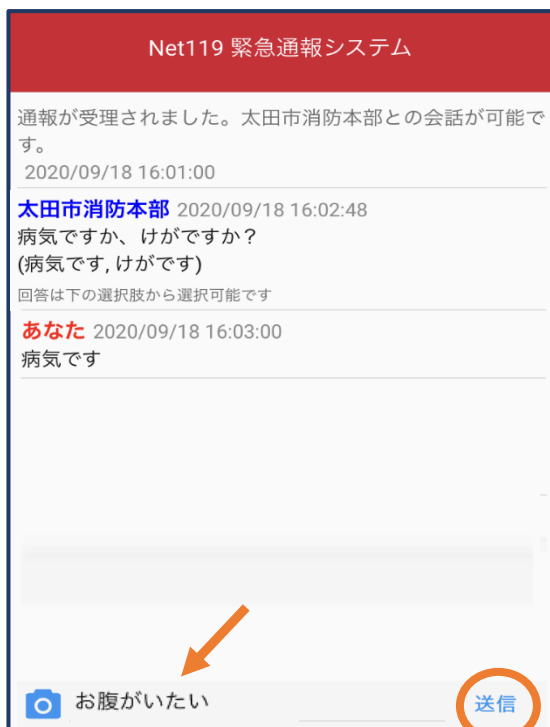 Net119 緊急通報システム
通報が受理されました。太田市消防本部との会話が可能で
す。
2020/09/18 16:01:00
太田市消防本部 2020/09/18 16:02:48
病気ですか、けがですか？
(病気です, けがです)
回答は下の選択肢から選択可能です
あなた 2020/09/18 16:03:00
病気です
お腹がいたい
送信